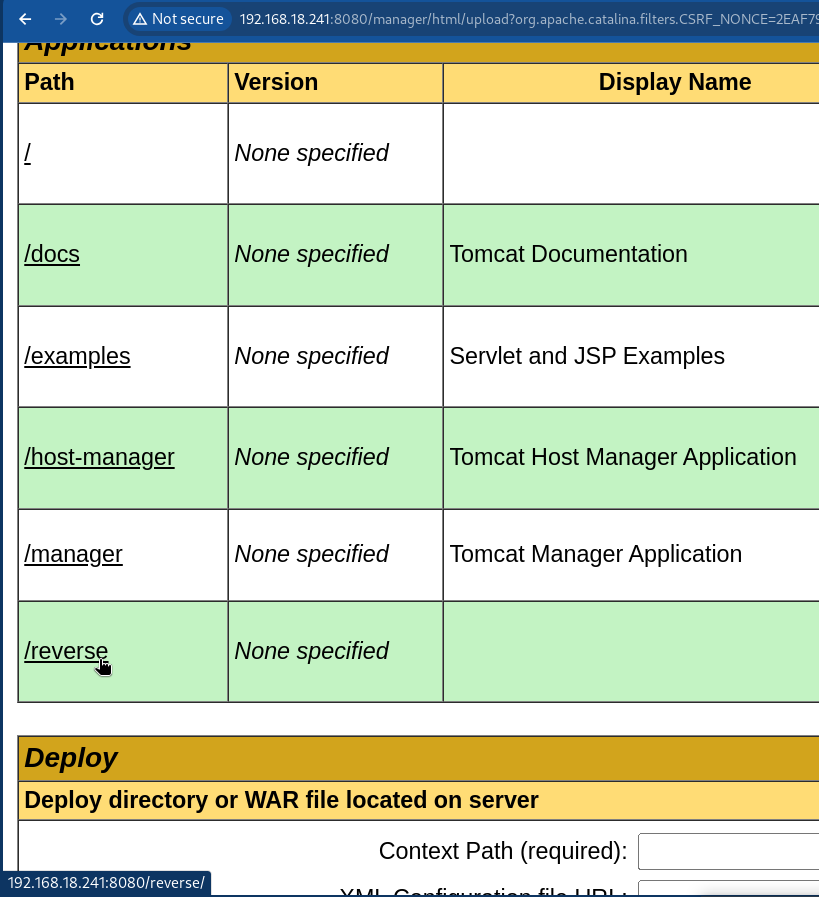 Not secure 192.168.18.241:8080/manager/html/upload?org.apache.catalina.filters.CSRF_NONCE=2EAF79
Applications
Path Version Display Name
/ None specified
/docs None specified Tomcat Documentation
/examples None specified Servlet and JSP Examples
/host-manager None specified Tomcat Host Manager Application
/manager None specified Tomcat Manager Application
/reverse None specified
Deploy
Deploy directory or WAR file located on server
Context Path (required):
XML Configuration file URL:
192.168.18.241:8080/reverse/